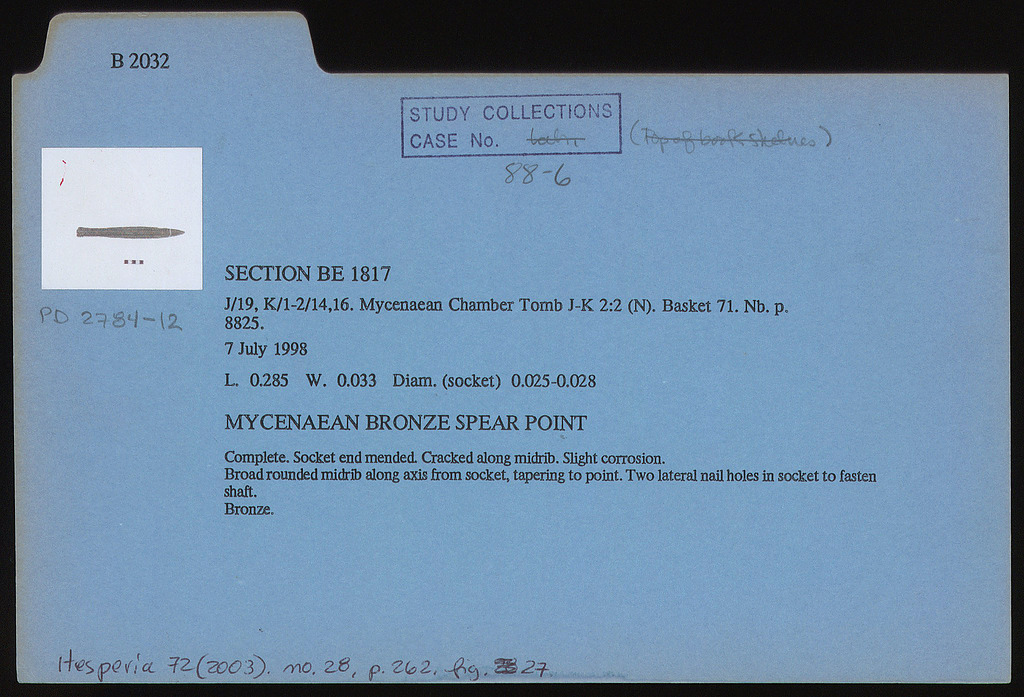 B 2032
STUDY COLLECTIONS
CASE No.
(Top of book shelves)
88-6
SECTION BE 1817
J/19, K/1-2/14,16. Mycenaean Chamber Tomb J-K 2:2 (N). Basket 71. Nb. p.
8825.
PD 2784-12
7 July 1998
L. 0.285 W. 0.033 Diam. (socket) 0.025-0.028
MYCENAEAN BRONZE SPEAR POINT
Complete. Socket end mended. Cracked along midrib. Slight corrosion.
Broad rounded midrib along axis from socket, tapering to point. Two lateral nail holes in socket to fasten
shaft.
Bronze.
Hesperia 72 (2003). no. 28, p. 262. fig. 27